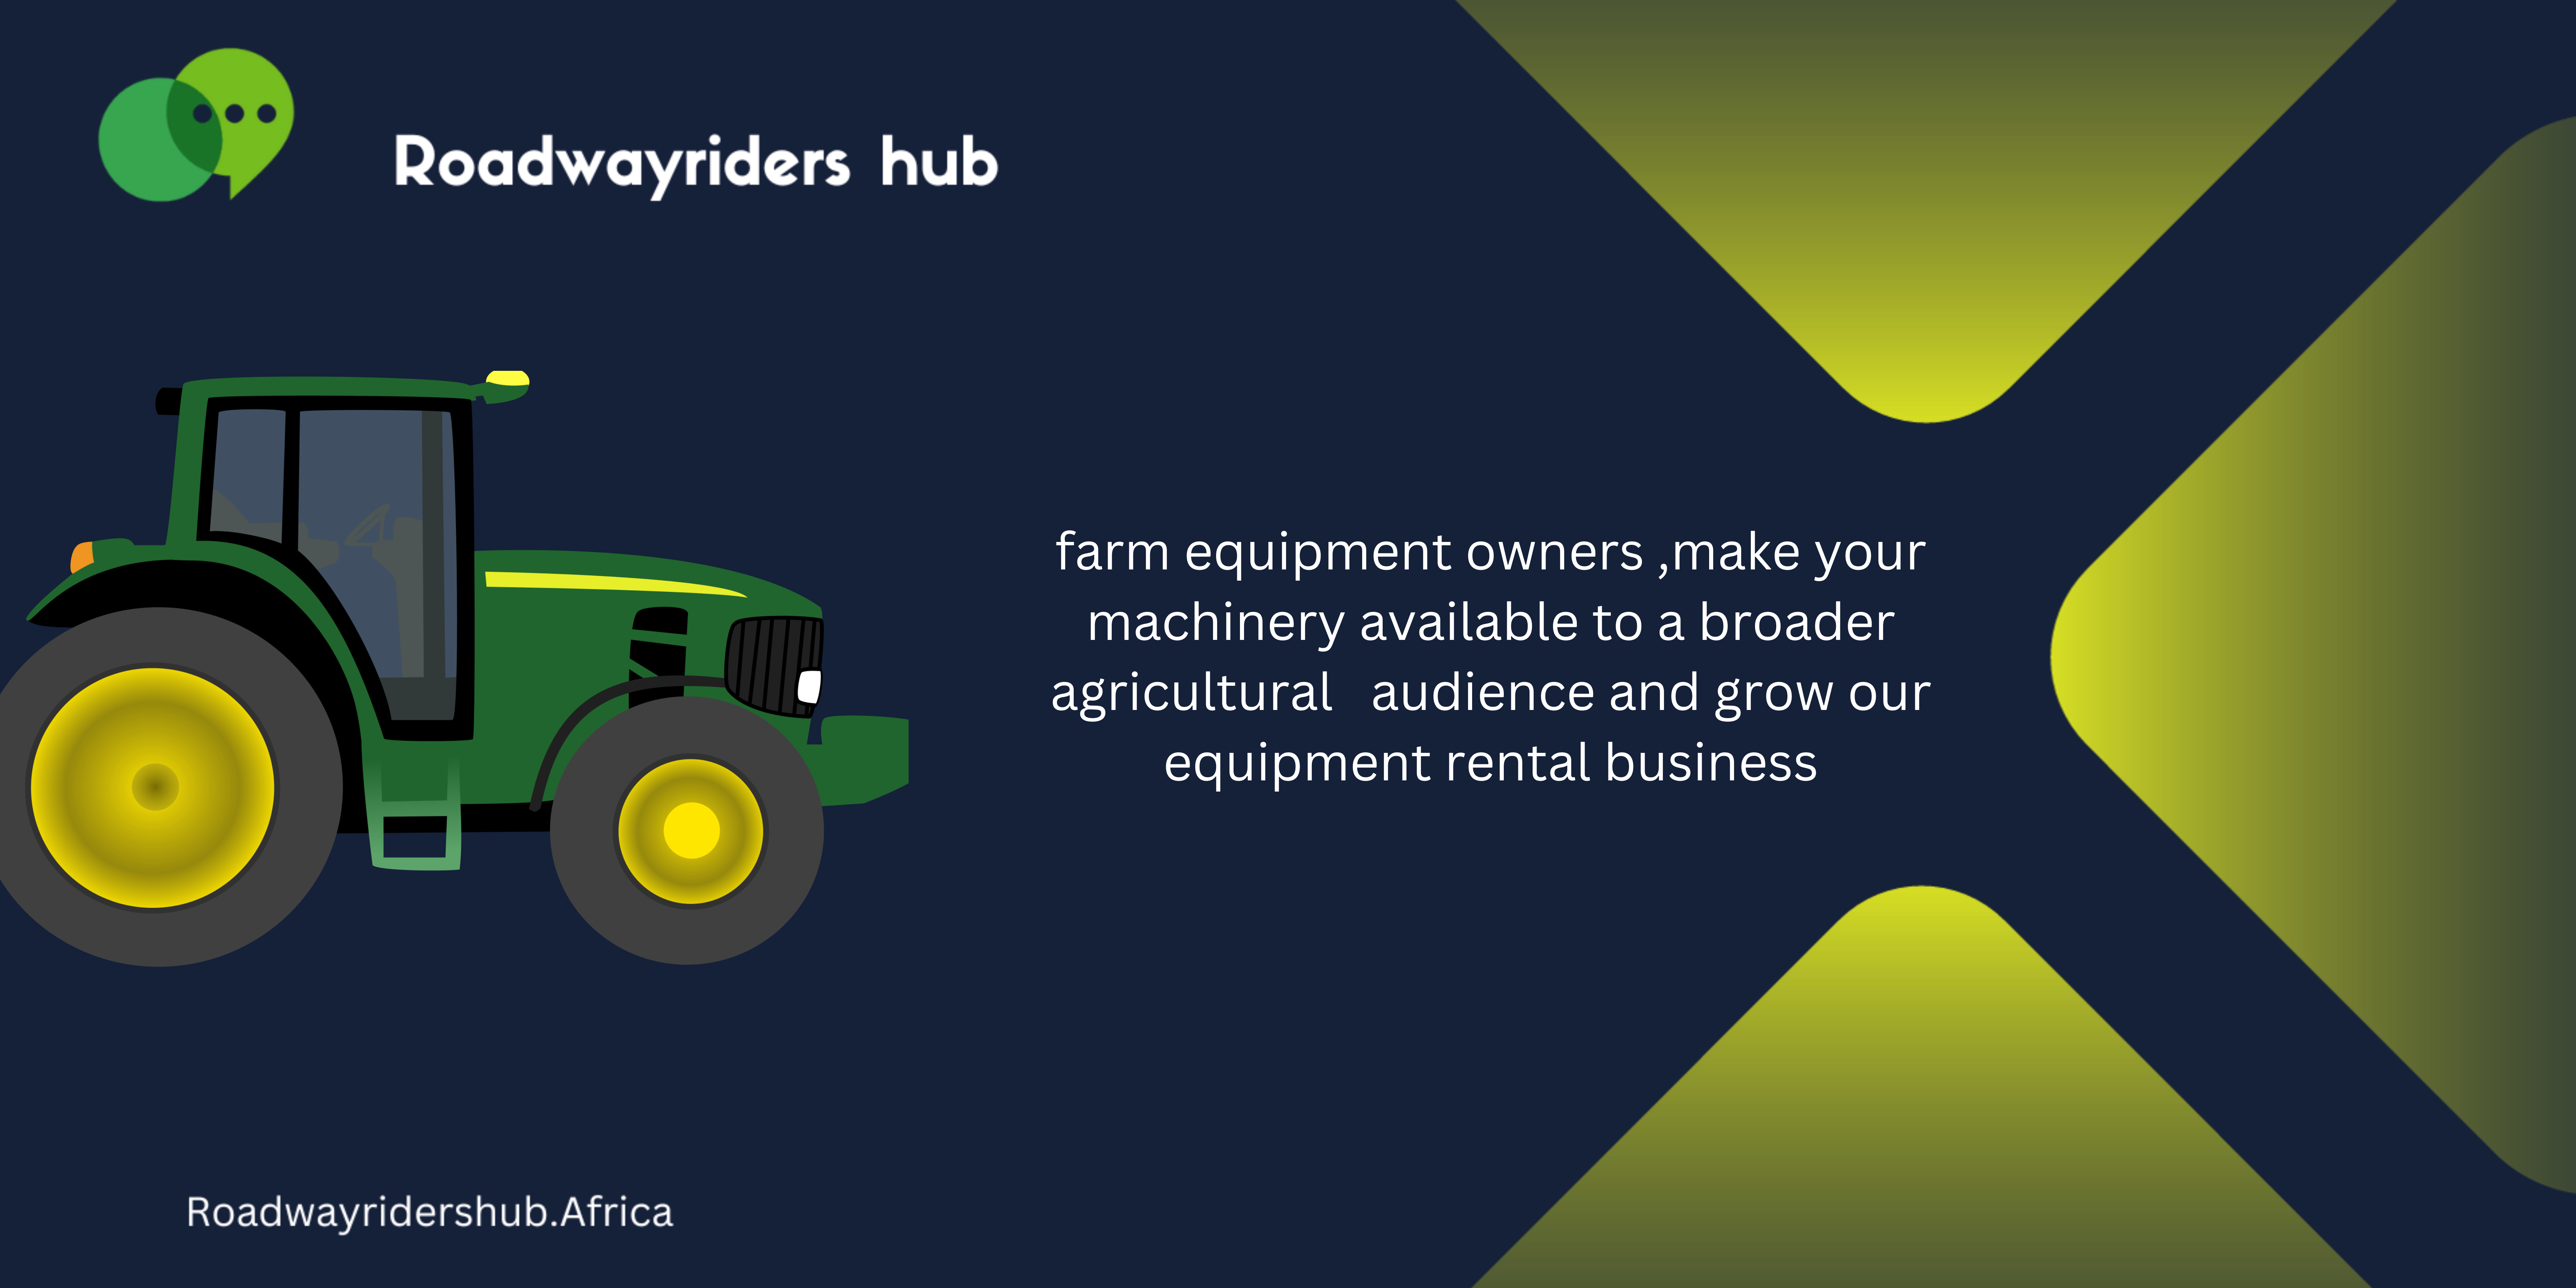 Roadwayriders hub
farm equipment owners ,make your
machinery available to a broader
agricultural audience and grow our
equipment rental business
Roadwayridershub.Africa